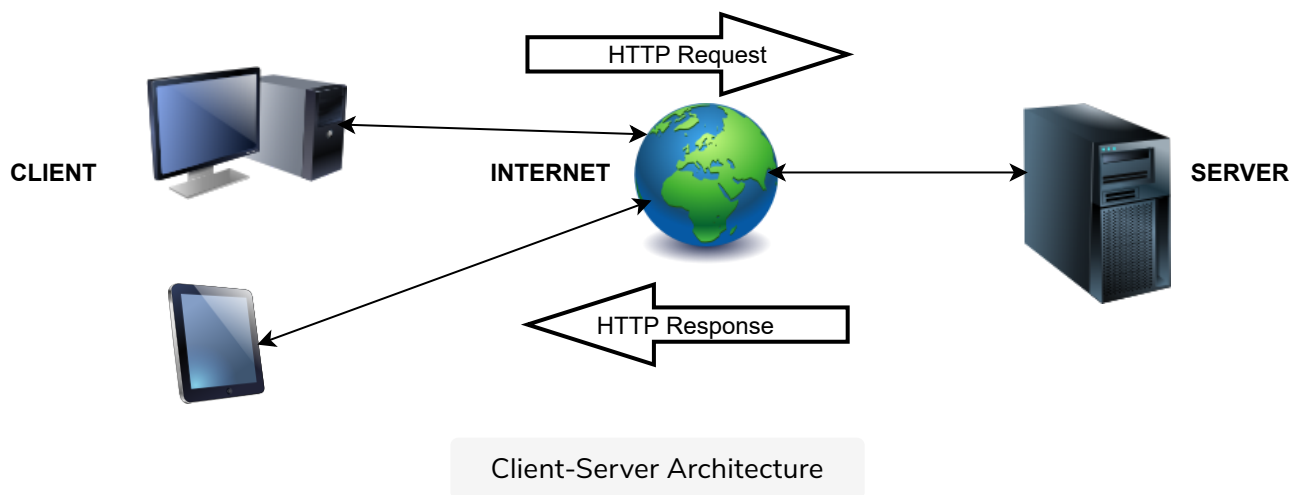 HTTP Request
CLIENT
INTERNET
SERVER
HTTP Response
Client-Server Architecture